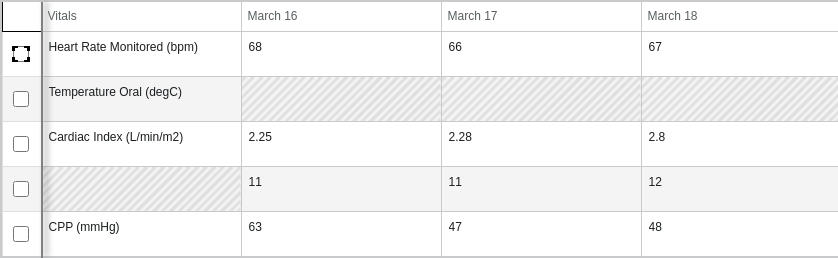 Vitals March 16 March 17 March 18
Heart Rate Monitored (bpm) 68 66 67
Temperature Oral (degC)
Cardiac Index (L/min/m2) 2.25 2.28 2.8
11 11 12
CPP (mmHg) 63 47 48